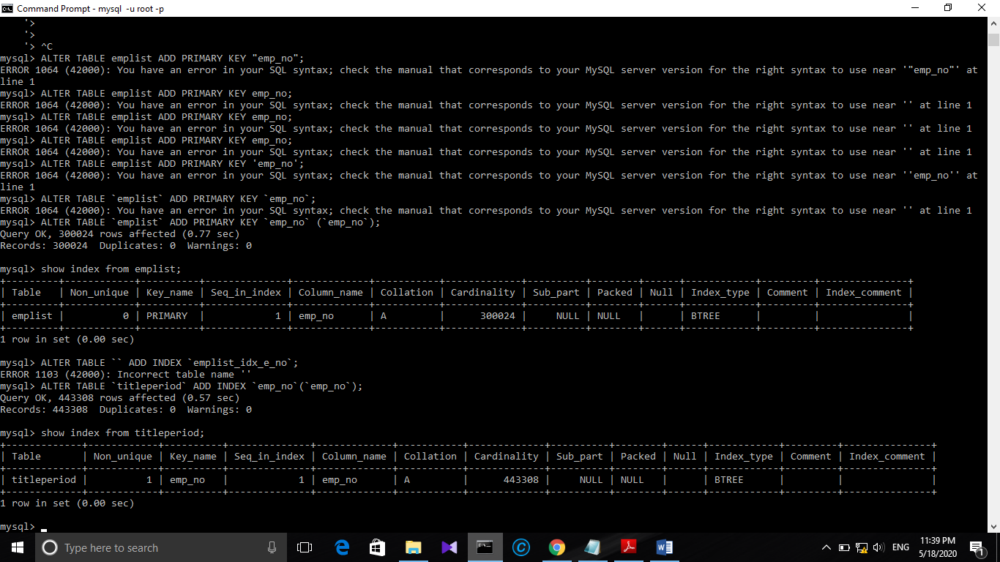 Command Prompt - mysql -u root -p
'>
'>
'> ^C
mysql> ALTER TABLE emplist ADD PRIMARY KEY "emp_no";
ERROR 1064 (42000): You have an error in your SQL syntax; check the manual that corresponds to your MySQL server version for the right syntax to use near '"emp_no"' at
line 1
mysql> ALTER TABLE emplist ADD PRIMARY KEY emp_no;
ERROR 1064 (42000): You have an error in your SQL syntax; check the manual that corresponds to your MySQL server version for the right syntax to use near '' at line 1
mysql> ALTER TABLE emplist ADD PRIMARY KEY emp_no;
ERROR 1064 (42000): You have an error in your SQL syntax; check the manual that corresponds to your MySQL server version for the right syntax to use near '' at line 1
mysql> ALTER TABLE emplist ADD PRIMARY KEY emp_no;
ERROR 1064 (42000): You have an error in your SQL syntax; check the manual that corresponds to your MySQL server version for the right syntax to use near '' at line 1
mysql> ALTER TABLE emplist ADD PRIMARY KEY 'emp_no';
ERROR 1064 (42000): You have an error in your SQL syntax; check the manual that corresponds to your MySQL server version for the right syntax to use near ''emp_no'' at
line 1
mysql> ALTER TABLE `emplist` ADD PRIMARY KEY `emp_no`;
ERROR 1064 (42000): You have an error in your SQL syntax; check the manual that corresponds to your MySQL server version for the right syntax to use near '' at line 1
mysql> ALTER TABLE `emplist` ADD PRIMARY KEY `emp_no` (`emp_no`);
Query OK, 300024 rows affected (0.77 sec)
Records: 300024  Duplicates: 0  Warnings: 0
mysql> show index from emplist;
+---------+------------+----------+--------------+-------------+-----------+-------------+----------+--------+------+------------+---------+---------------+
| Table   | Non_unique | Key_name | Seq_in_index | Column_name | Collation | Cardinality | Sub_part | Packed | Null | Index_type | Comment | Index_comment |
+---------+------------+----------+--------------+-------------+-----------+-------------+----------+--------+------+------------+---------+---------------+
| emplist |          0 | PRIMARY  |            1 | emp_no      | A         |      300024 |     NULL | NULL   |      | BTREE      |         |               |
+---------+------------+----------+--------------+-------------+-----------+-------------+----------+--------+------+------------+---------+---------------+
1 row in set (0.00 sec)
mysql> ALTER TABLE `` ADD INDEX `emplist_idx_e_no`;
ERROR 1103 (42000): Incorrect table name ''
mysql> ALTER TABLE `titleperiod` ADD INDEX `emp_no`(`emp_no`);
Query OK, 443308 rows affected (0.57 sec)
Records: 443308  Duplicates: 0  Warnings: 0
mysql> show index from titleperiod;
+-------------+------------+----------+--------------+-------------+-----------+-------------+----------+--------+------+------------+---------+---------------+
| Table       | Non_unique | Key_name | Seq_in_index | Column_name | Collation | Cardinality | Sub_part | Packed | Null | Index_type | Comment | Index_comment |
+-------------+------------+----------+--------------+-------------+-----------+-------------+----------+--------+------+------------+---------+---------------+
| titleperiod |          1 | emp_no   |            1 | emp_no      | A         |      443308 |     NULL | NULL   |      | BTREE      |         |               |
+-------------+------------+----------+--------------+-------------+-----------+-------------+----------+--------+------+------------+---------+---------------+
1 row in set (0.00 sec)
mysql> _
Type here to search
ENG
11:39 PM
5/18/2020
1